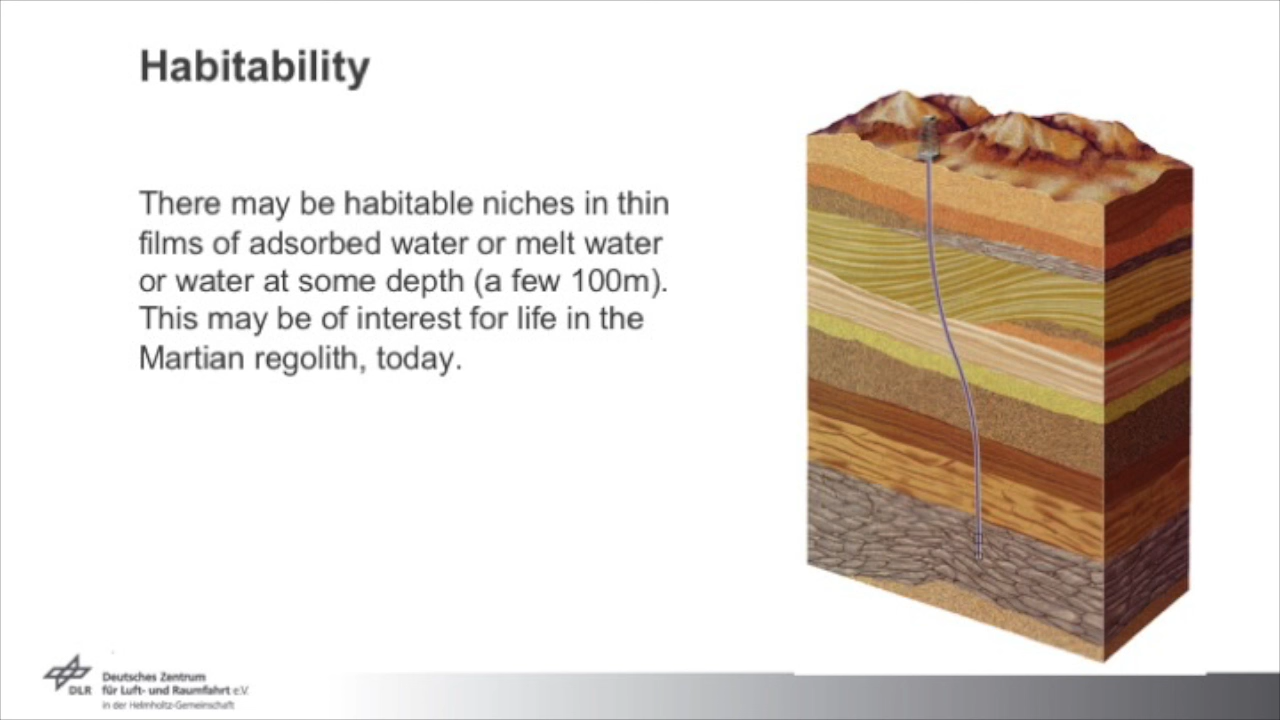 Habitability
There may be habitable niches in thin
films of adsorbed water or melt water
or water at some depth (a few 100m).
This may be of interest for life in the
Martian regolith, today.
Deutsches Zentrum
DLR für Luft- und Raumfahrt e.V.
in der Helmholtz-Gemeinschaft